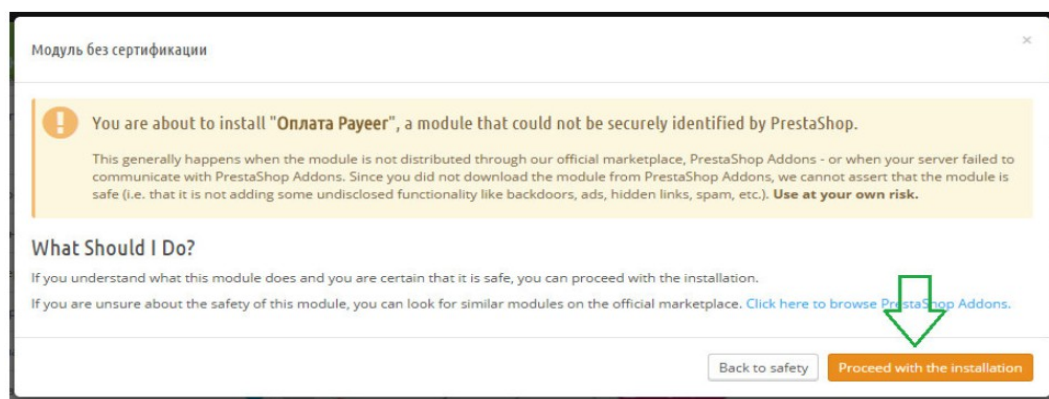 Модуль без сертификации
×
You are about to install "Оплата Payeer", a module that could not be securely identified by PrestaShop.
This generally happens when the module is not distributed through our official marketplace, PrestaShop Addons - or when your server failed to
communicate with PrestaShop Addons. Since you did not download the module from PrestaShop Addons, we cannot assert that the module is
safe (i.e. that it is not adding some undisclosed functionality like backdoors, ads, hidden links, spam, etc.). Use at your own risk.
What Should I Do?
If you understand what this module does and you are certain that it is safe, you can proceed with the installation.
If you are unsure about the safety of this module, you can look for similar modules on the official marketplace. Click here to browse PrestaShop Addons.
Back to safety
Proceed with the installation